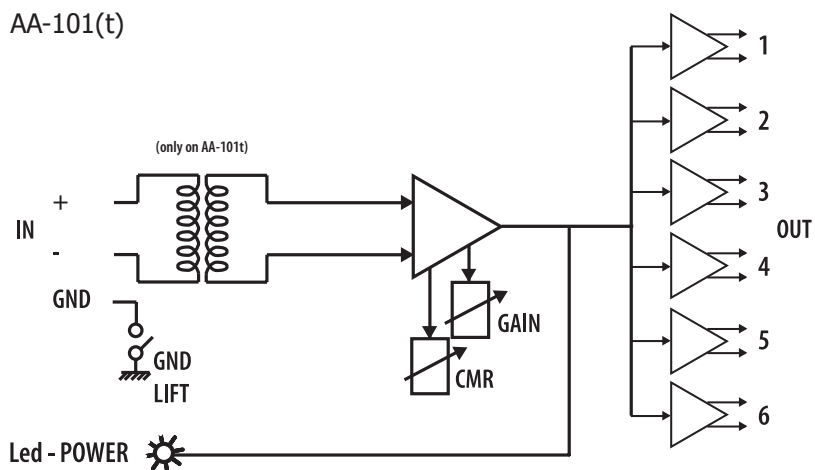 AA-101(t)
(only on AA-101t)
IN
+
-
GND
GND
LIFT
Led - POWER
GAIN
CMR
1
2
3
4
5
6
OUT